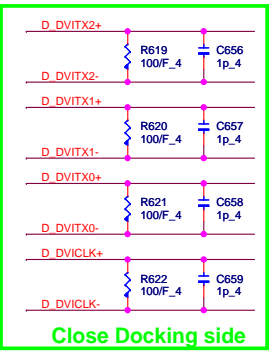 D_DVITX2+
R619 C656
100/F_4 1p_4
D_DVITX2-
D_DVITX1+
R620 C657
100/F_4 1p_4
D_DVITX1-
D_DVITX0+
R621 C658
100/F_4 1p_4
D_DVITX0-
D_DVICLK+
R622 C659
100/F_4 1p_4
D_DVICLK-
Close Docking side